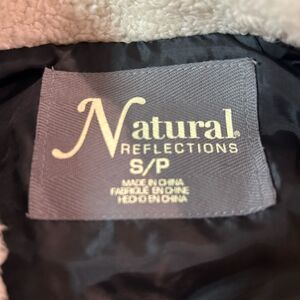 Natural®
REFLECTIONS
S/P
MADE IN CHINA
FABRIQUÉ EN CHINE
HECHO EN CHINA